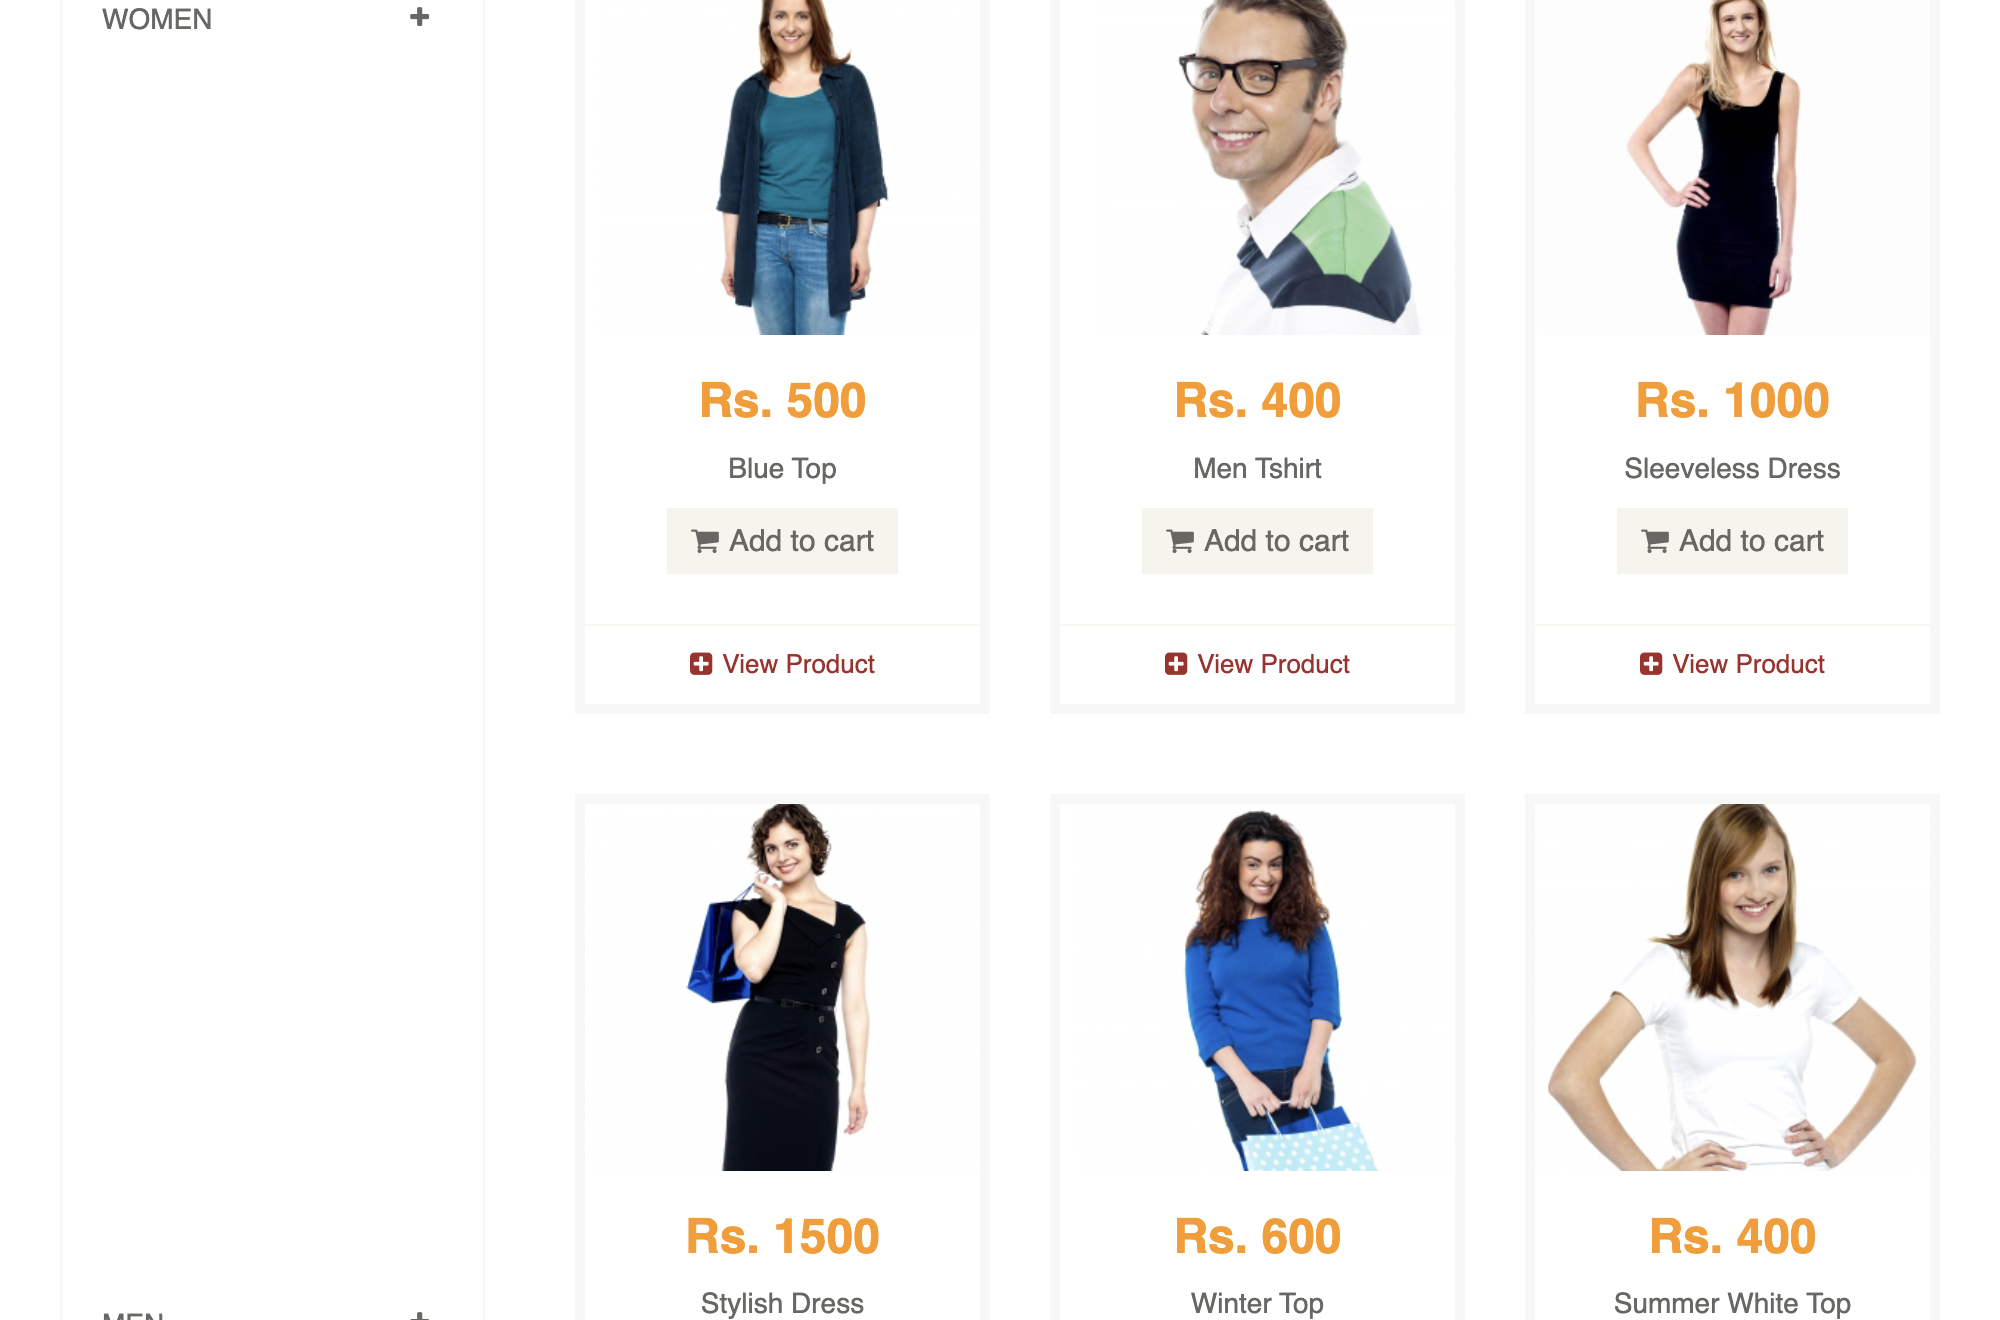 WOMEN
Rs. 500
Blue Top
Add to cart
View Product
Rs. 400
Men Tshirt
Add to cart
View Product
Rs. 1000
Sleeveless Dress
Add to cart
View Product
Rs. 1500
Stylish Dress
Rs. 600
Winter Top
Rs. 400
Summer White Top
MEN